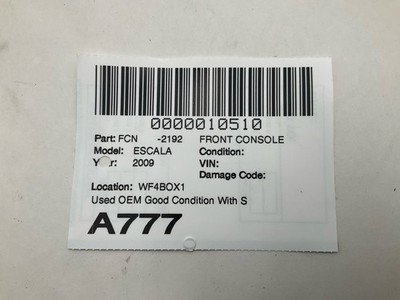 0000010510
Part: FCN -2192 FRONT CONSOLE
Model: ESCALA Condition:
Year: 2009 VIN:
Damage Code:
Location: WF4BOX1
Used OEM Good Condition With S
A777